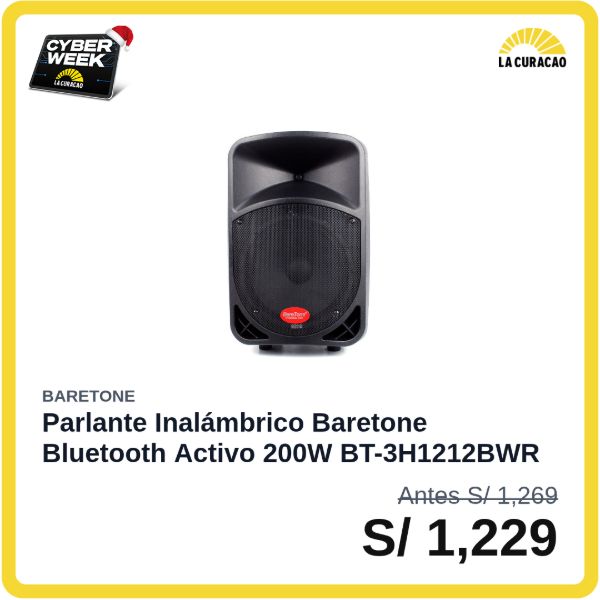 CYBER
WEEK
LA CURACAO
LA CURACAO
BareTone
BARETONE
Parlante Inalámbrico Baretone
Bluetooth Activo 200W BT-3H1212BWR
Antes S/ 1,269
S/ 1,229